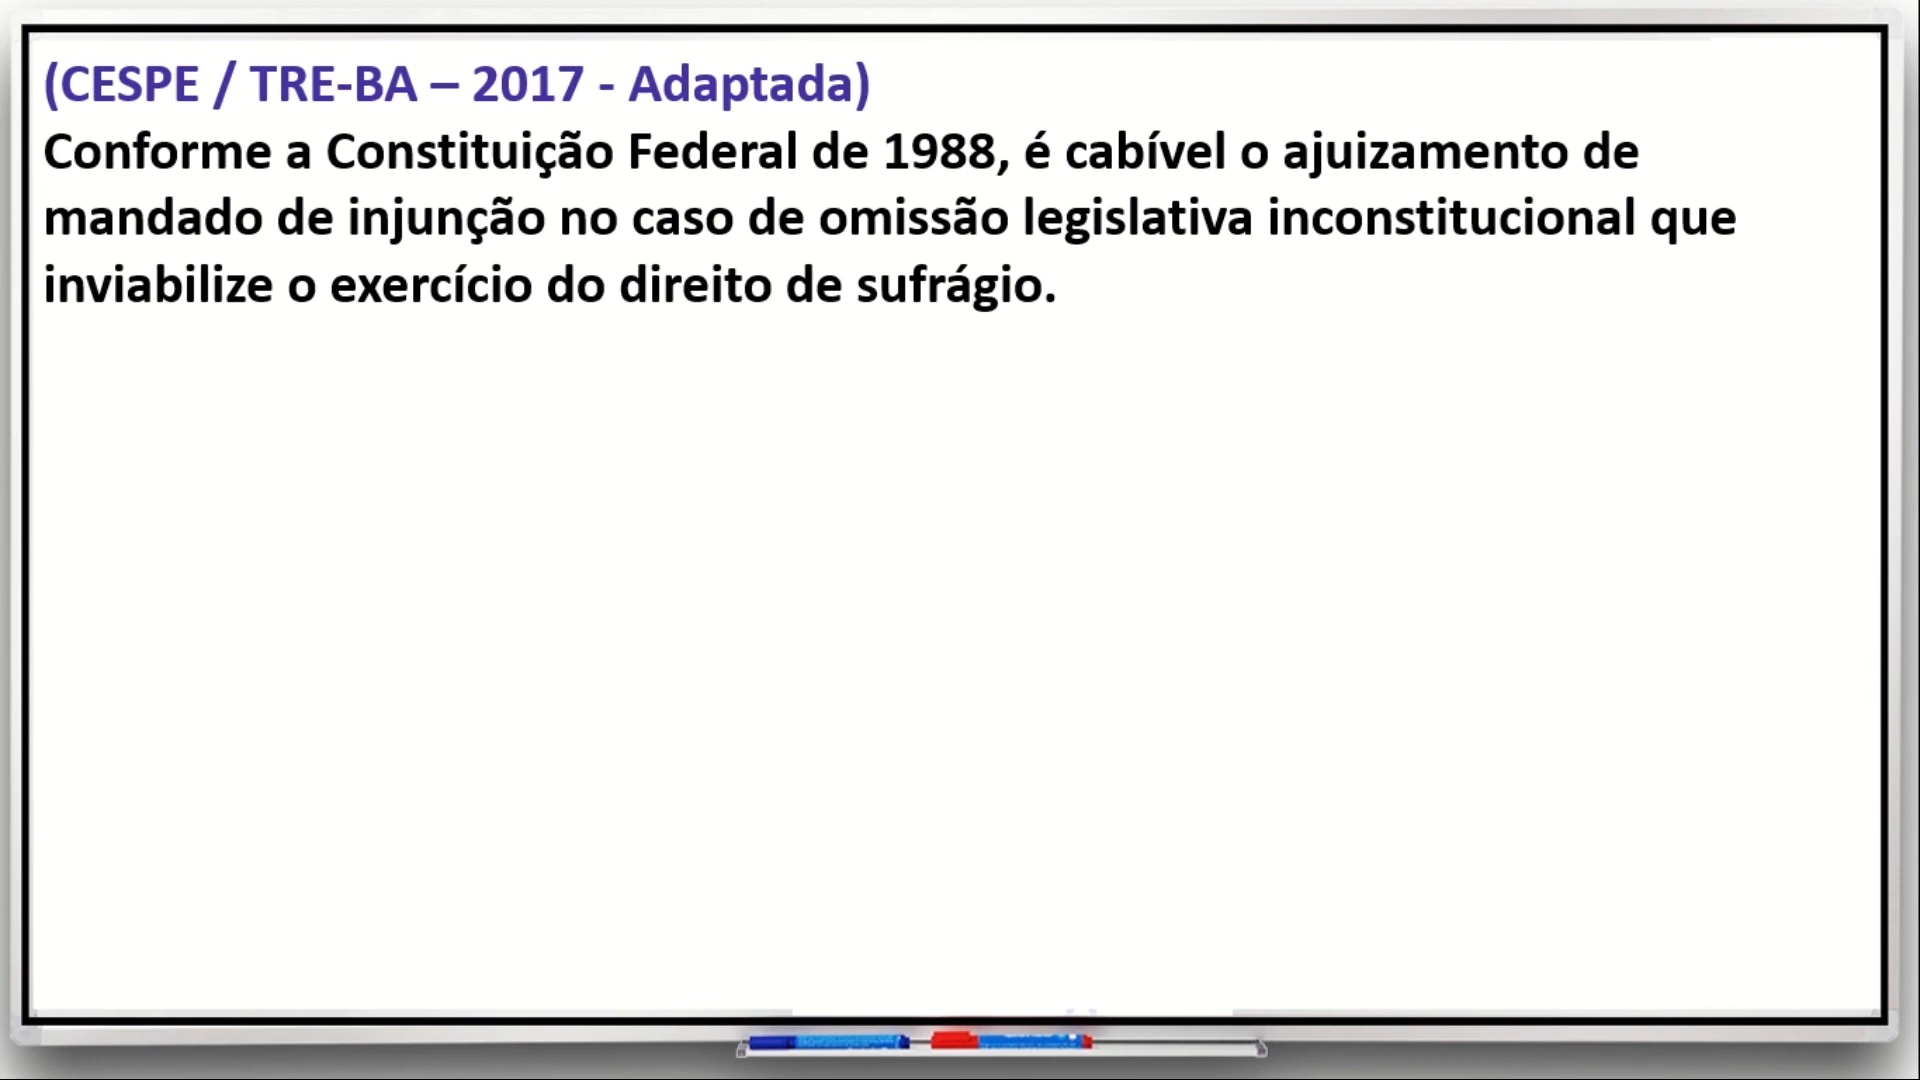 (CESPE / TRE-BA – 2017 - Adaptada)
Conforme a Constituição Federal de 1988, é cabível o ajuizamento de
mandado de injunção no caso de omissão legislativa inconstitucional que
inviabilize o exercício do direito de sufrágio.